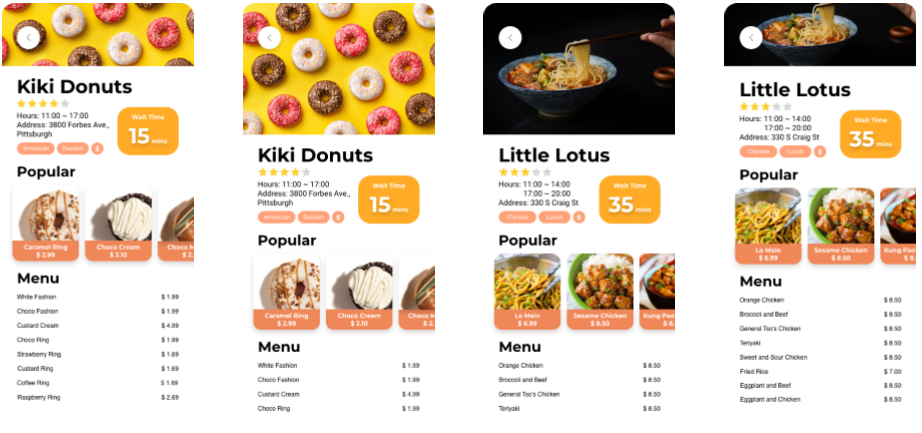 Kiki Donuts
Hours: 11:00 ~ 17:00
Address: 3800 Forbes Ave.,
Pittsburgh
Wait Time
15 mins
American Dessert $
Popular
Caramel Ring
$ 2.99
Choco Cream
$ 2.10
Choco M
$ 2.
Menu
White Fashion $ 1.99
Choco Fashion $ 1.99
Custard Cream $ 4.99
Choco Ring $ 1.99
Strawberry Ring $ 1.69
Custard Ring $ 1.69
Coffee Ring $ 1.69
Raspberry Ring $ 2.69
Kiki Donuts
Hours: 11:00 ~ 17:00
Address: 3800 Forbes Ave.,
Pittsburgh
Wait Time
15 mins
American Dessert $
Popular
Caramel Ring
$ 2.99
Choco Cream
$ 2.10
Choco M
$ 2.
Menu
White Fashion $ 1.99
Choco Fashion $ 1.99
Custard Cream $ 4.99
Choco Ring $ 1.99
Little Lotus
Hours: 11:00 ~ 14:00
17:00 ~ 20:00
Address: 330 S Craig St
Wait Time
35 mins
Chinese Lunch $
Popular
Lo Mein
$ 6.99
Sesame Chicken
$ 8.50
Kung Pao
$ 8.
Menu
Orange Chicken $ 8.50
Broccoli and Beef $ 8.50
General Tso's Chicken $ 8.50
Teriyaki $ 8.50
Little Lotus
Hours: 11:00 ~ 14:00
17:00 ~ 20:00
Address: 330 S Craig St
Wait Time
35 mins
Chinese Lunch $
Popular
Lo Mein
$ 6.99
Sesame Chicken
$ 8.50
Kung Pao
$ 8.
Menu
Orange Chicken $ 8.50
Broccoli and Beef $ 8.50
General Tso's Chicken $ 8.50
Teriyaki $ 8.50
Sweet and Sour Chicken $ 8.50
Fried Rice $ 7.00
Eggplant and Beef $ 8.50
Eggplant and Chicken $ 8.50